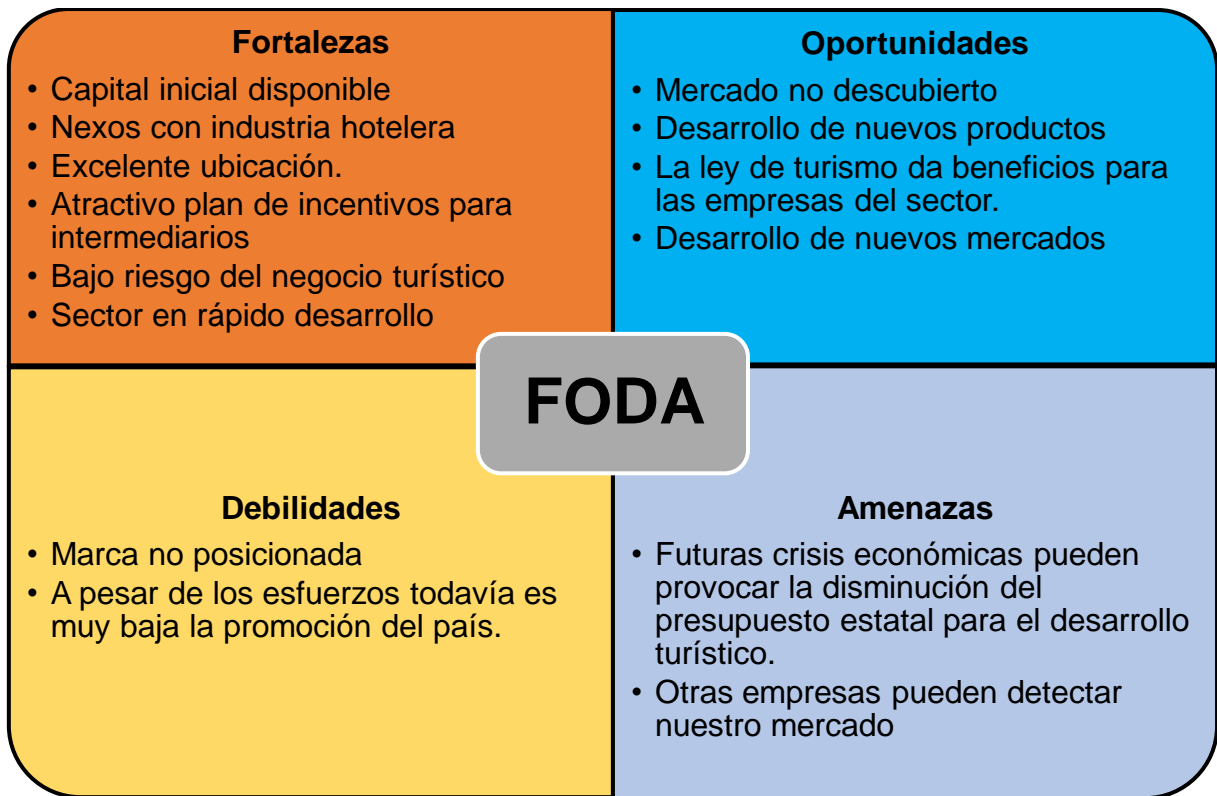 Fortalezas
• Capital inicial disponible
• Nexos con industria hotelera
• Excelente ubicación.
• Atractivo plan de incentivos para
intermediarios
• Bajo riesgo del negocio turístico
• Sector en rápido desarrollo
Oportunidades
• Mercado no descubierto
• Desarrollo de nuevos productos
• La ley de turismo da beneficios para
las empresas del sector.
• Desarrollo de nuevos mercados
FODA
Debilidades
• Marca no posicionada
• A pesar de los esfuerzos todavía es
muy baja la promoción del país.
Amenazas
• Futuras crisis económicas pueden
provocar la disminución del
presupuesto estatal para el desarrollo
turístico.
• Otras empresas pueden detectar
nuestro mercado